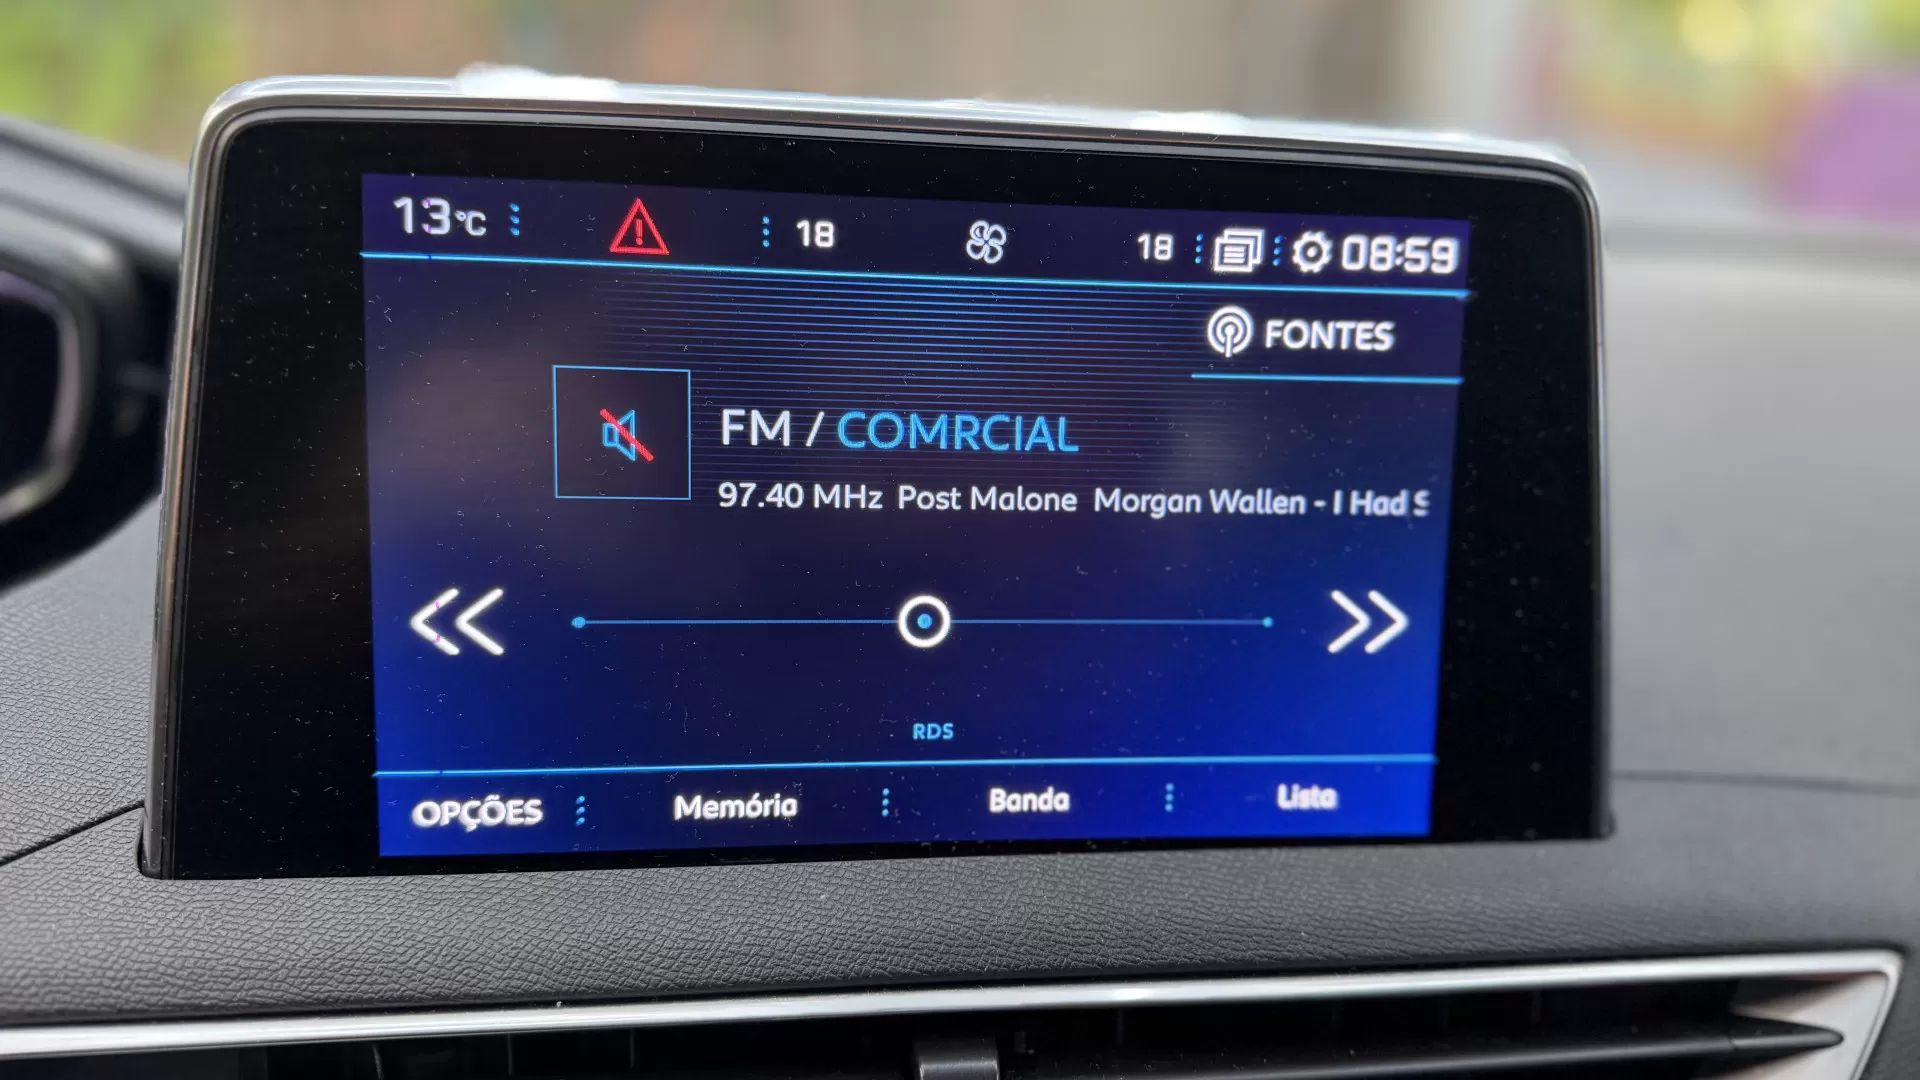 13°C 18 18 08:59
FONTES
FM / COMRCIAL
97.40 MHz Post Malone Morgan Wallen - I Had S
RDS
OPÇÕES Memória Banda Lista